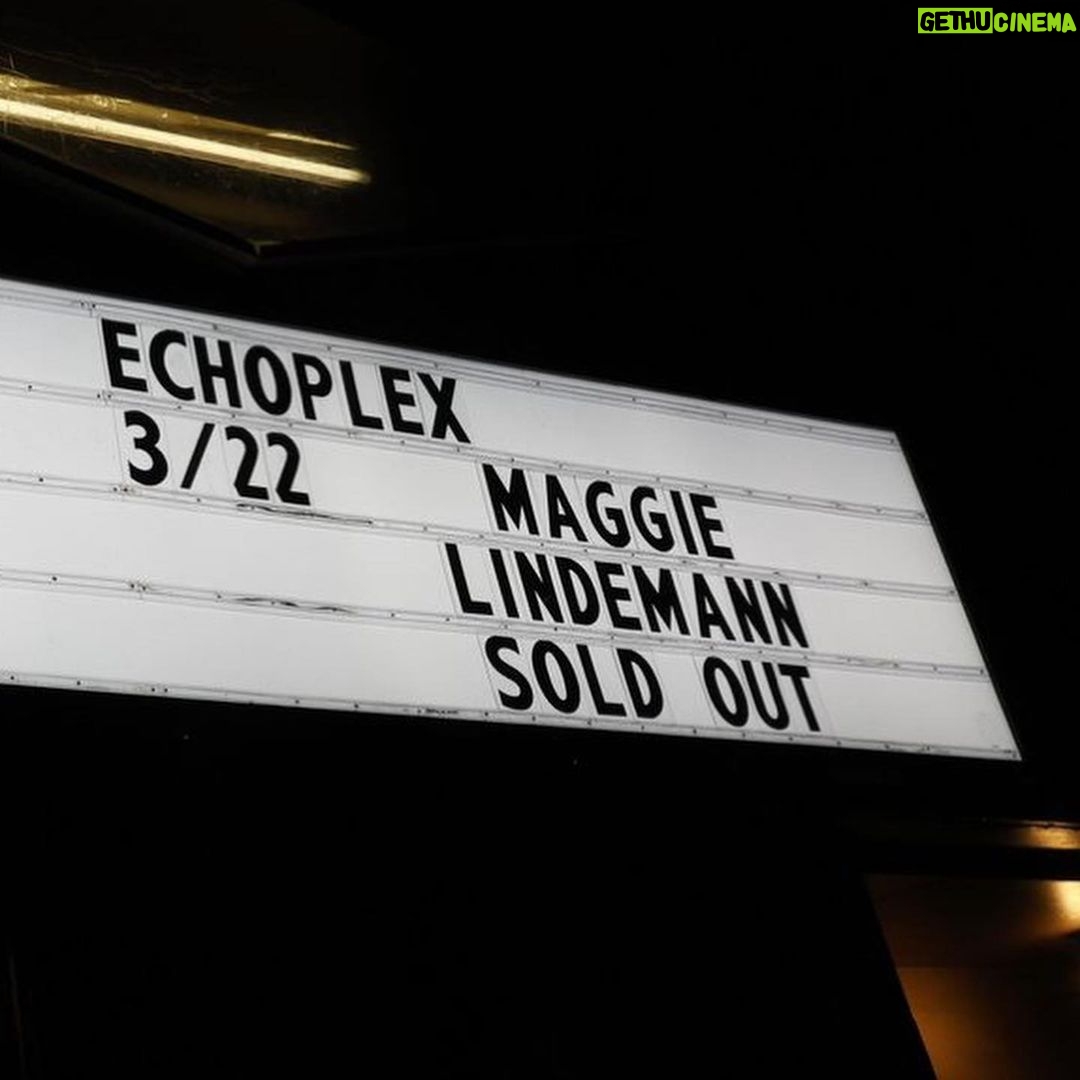 GETHUCINEMA
ECHOPLEX
3/22 MAGGIE
LINDEMANN
SOLD OUT